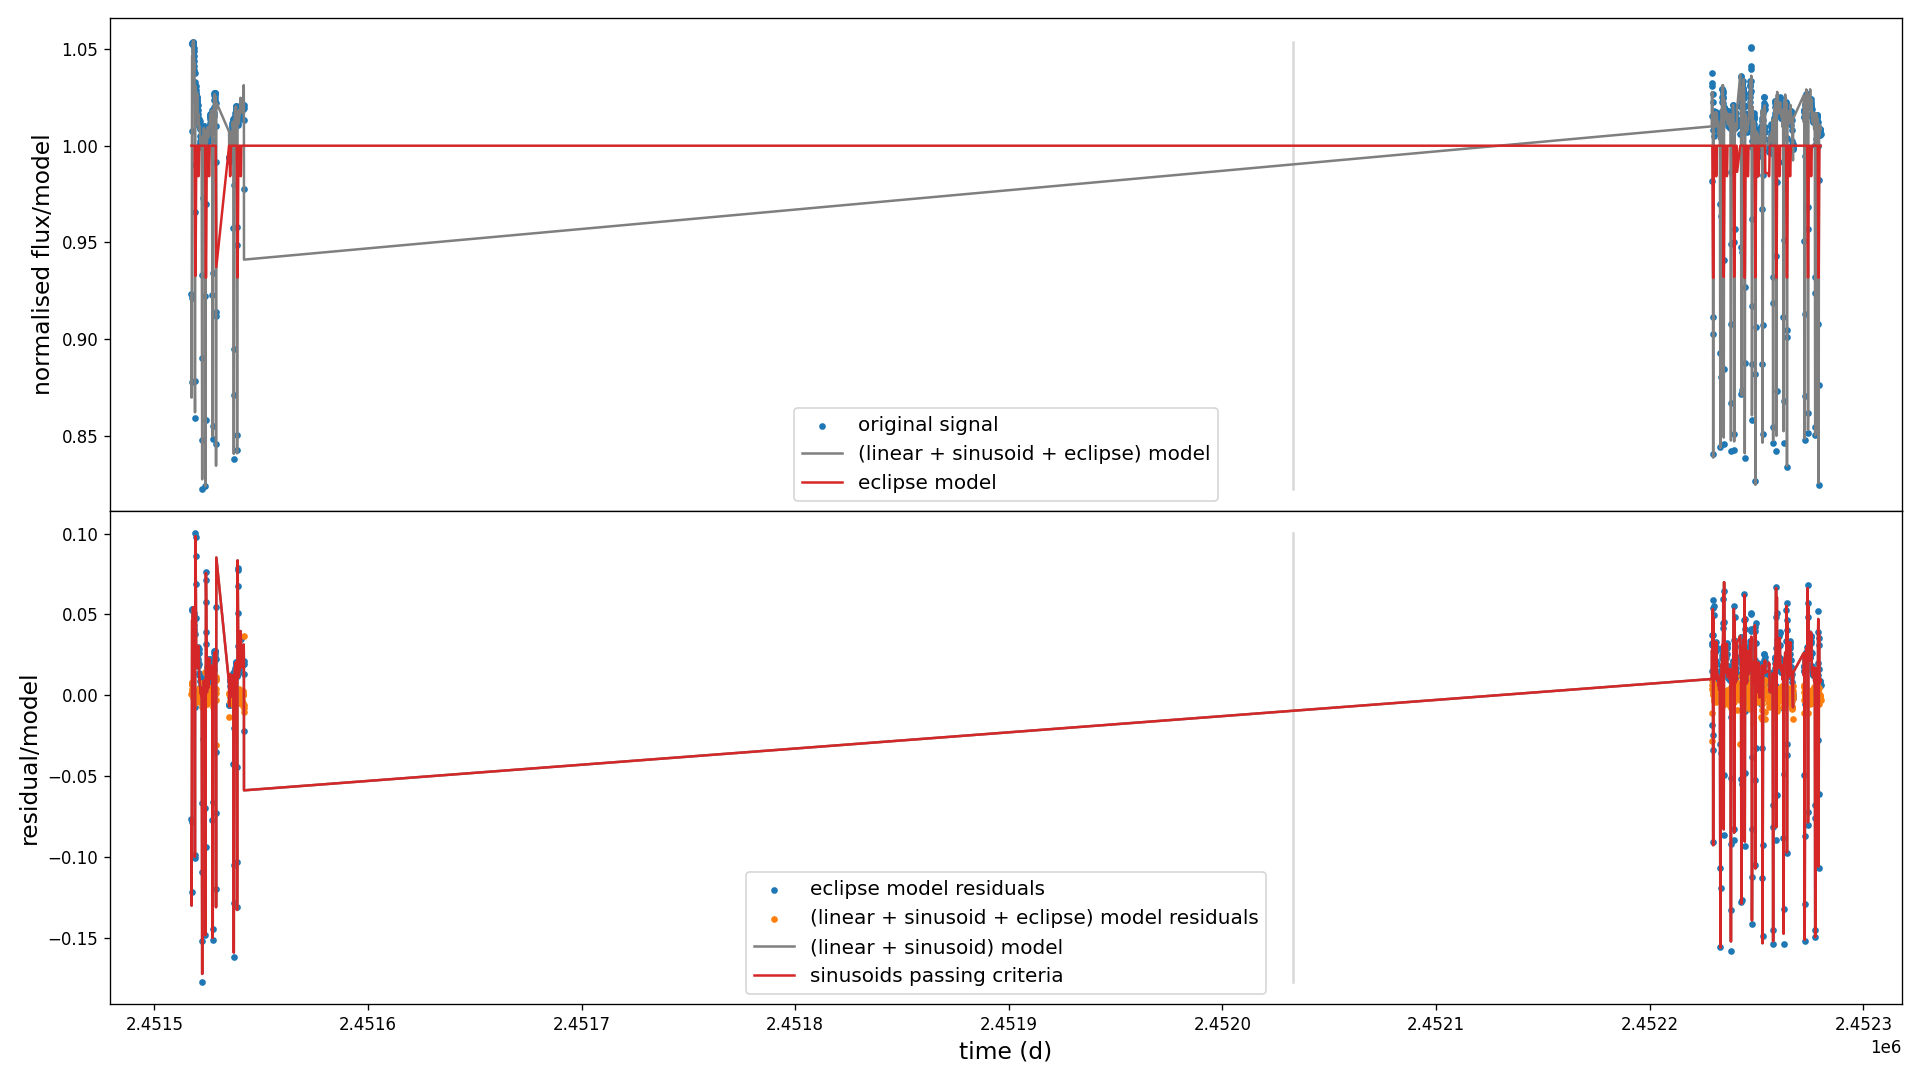 normalised flux/model
1.05
1.00
0.95
0.90
0.85
original signal
(linear + sinusoid + eclipse) model
eclipse model
residual/model
0.10
0.05
0.00
−0.05
−0.10
−0.15
eclipse model residuals
(linear + sinusoid + eclipse) model residuals
(linear + sinusoid) model
sinusoids passing criteria
2.4515 2.4516 2.4517 2.4518 2.4519 2.4520 2.4521 2.4522 2.4523
1e6
time (d)